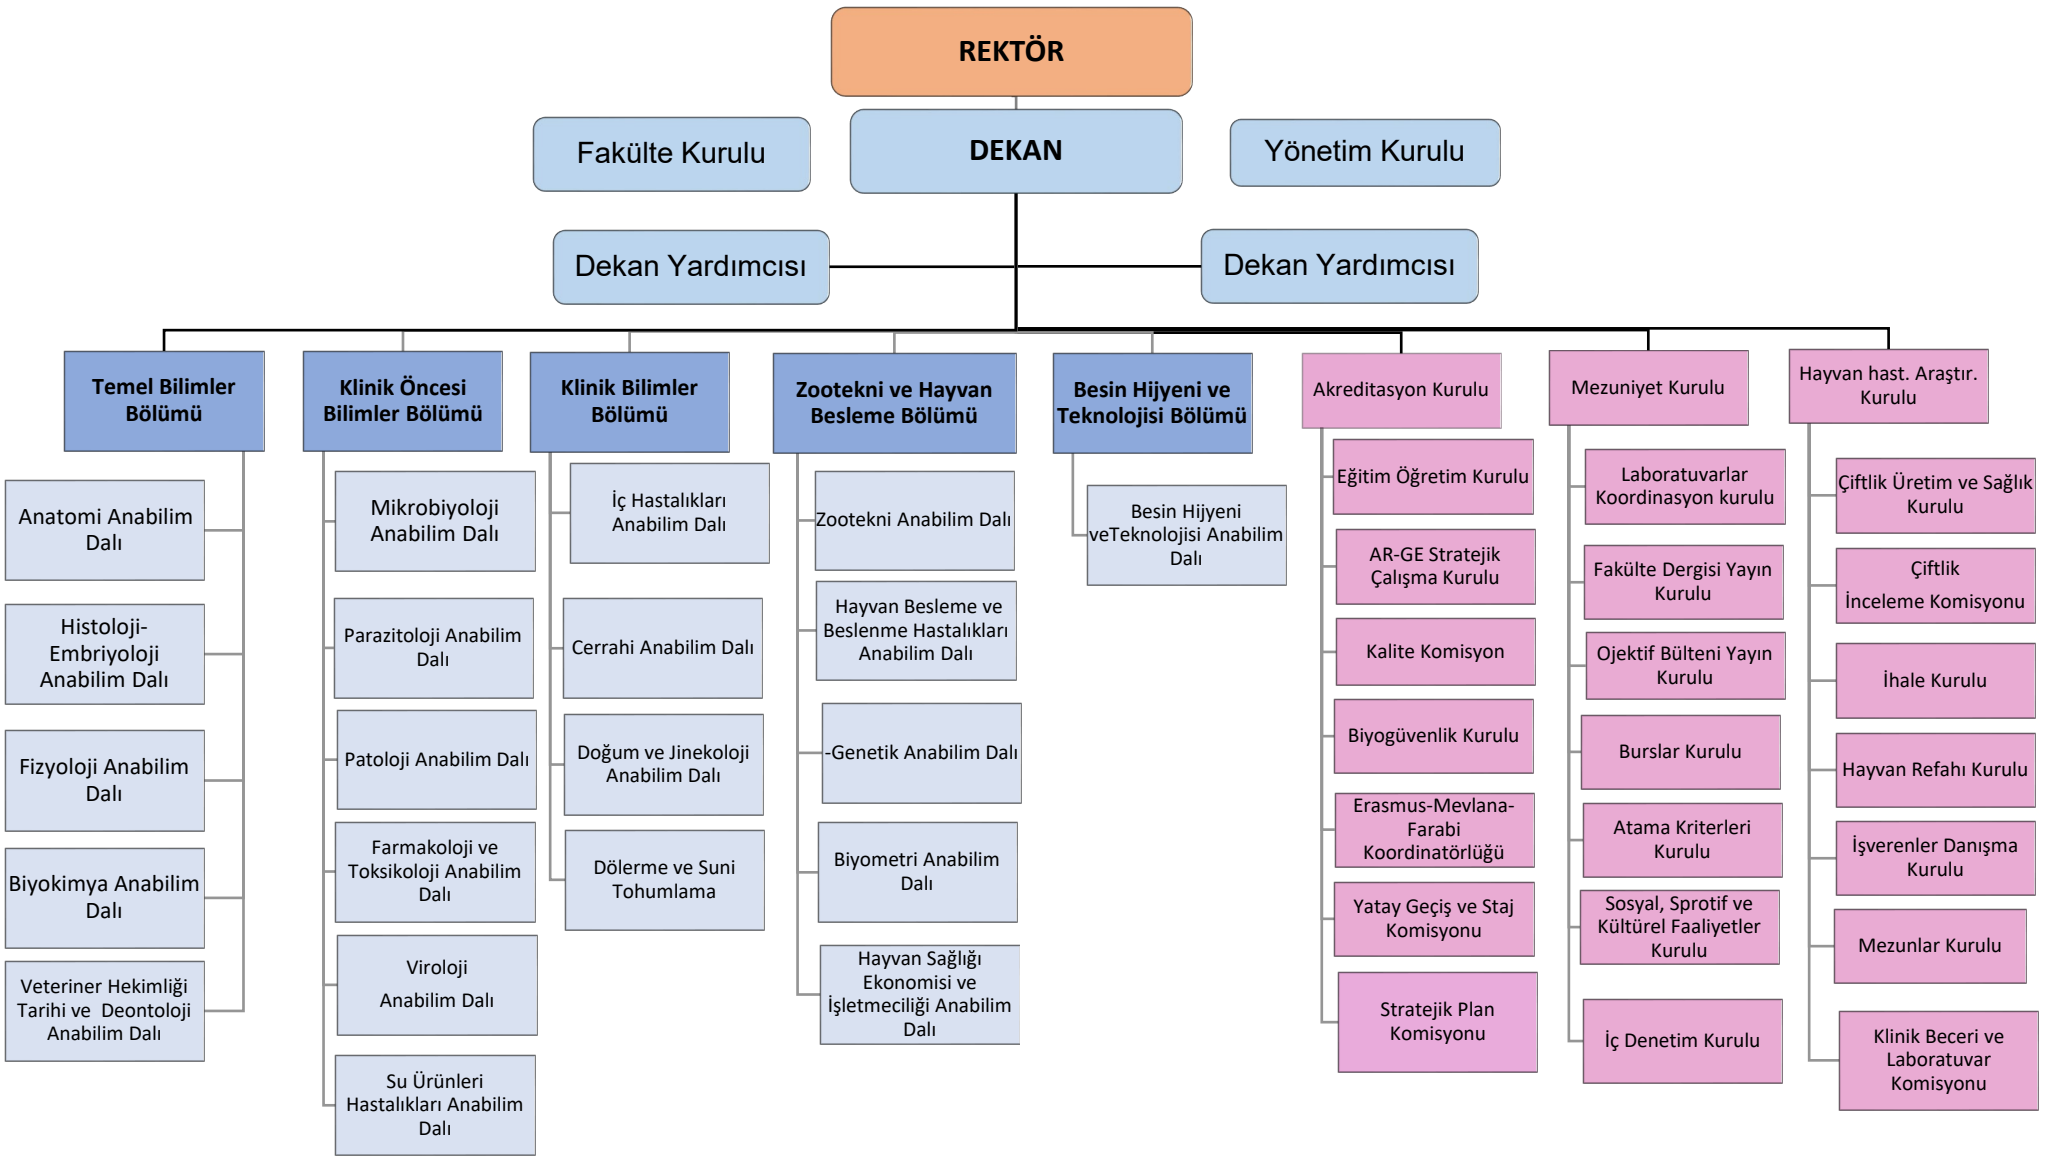 REKTÖR
Fakülte Kurulu
DEKAN
Yönetim Kurulu
Dekan Yardımcısı
Dekan Yardımcısı
Temel Bilimler
Bölümü
Anatomi Anabilim
Dalı
Histoloji-
Embriyoloji
Anabilim Dalı
Fizyoloji Anabilim
Dalı
Biyokimya Anabilim
Dalı
Veteriner Hekimliği
Tarihi ve  Deontoloji
Anabilim Dalı
Klinik Öncesi
Bilimler Bölümü
Mikrobiyoloji
Anabilim Dalı
Parazitoloji Anabilim
Dalı
Patoloji Anabilim Dalı
Farmakoloji ve
Toksikoloji Anabilim
Dalı
Viroloji
Anabilim Dalı
Su Ürünleri
Hastalıkları Anabilim
Dalı
Klinik Bilimler
Bölümü
İç Hastalıkları
Anabilim Dalı
Cerrahi Anabilim Dalı
Doğum ve Jinekoloji
Anabilim Dalı
Dölerme ve Suni
Tohumlama
Zootekni ve Hayvan
Besleme Bölümü
Zootekni Anabilim Dalı
Hayvan Besleme ve
Beslenme Hastalıkları
Anabilim Dalı
-Genetik Anabilim Dalı
Biyometri Anabilim
Dalı
Hayvan Sağlığı
Ekonomisi ve
İşletmeciliği Anabilim
Dalı
Besin Hijyeni ve
Teknolojisi Bölümü
Besin Hijyeni
veTeknolojisi Anabilim
Dalı
Akreditasyon Kurulu
Eğitim Öğretim Kurulu
AR-GE Stratejik
Çalışma Kurulu
Kalite Komisyon
Biyogüvenlik Kurulu
Erasmus-Mevlana-
Farabi
Koordinatörlüğü
Yatay Geçiş ve Staj
Komisyonu
Stratejik Plan
Komisyonu
Mezuniyet Kurulu
Laboratuvarlar
Koordinasyon kurulu
Fakülte Dergisi Yayın
Kurulu
Ojektif Bülteni Yayın
Kurulu
Burslar Kurulu
Atama Kriterleri
Kurulu
Sosyal, Sprotif ve
Kültürel Faaliyetler
Kurulu
İç Denetim Kurulu
Hayvan hast. Araştır.
Kurulu
Çiftlik Üretim ve Sağlık
Kurulu
Çiftlik
İnceleme Komisyonu
İhale Kurulu
Hayvan Refahı Kurulu
İşverenler Danışma
Kurulu
Mezunlar Kurulu
Klinik Beceri ve
Laboratuvar
Komisyonu